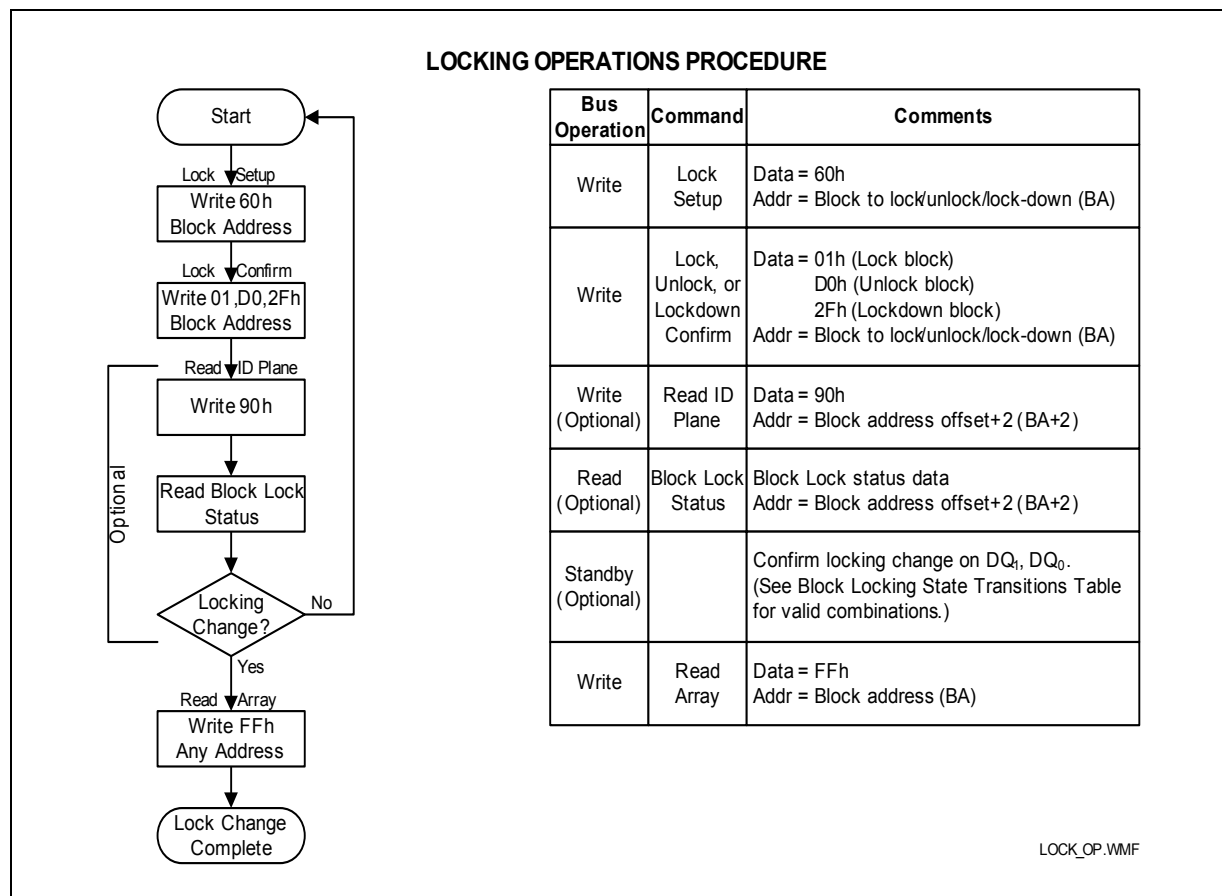 LOCKING OPERATIONS PROCEDURE
Start
Lock Setup
Write 60h
Block Address
Lock Confirm
Write 01,D0,2Fh
Block Address
Read ID Plane
Write 90h
Optional
Read Block Lock
Status
Locking
Change?
No
Yes
Read Array
Write FFh
Any Address
Lock Change
Complete
Bus
Operation
Command
Comments
Write
Lock
Setup
Data = 60h
Addr = Block to lock/unlock/lock-down (BA)
Write
Lock,
Unlock, or
Lockdown
Confirm
Data = 01h (Lock block)
D0h (Unlock block)
2Fh (Lockdown block)
Addr = Block to lock/unlock/lock-down (BA)
Write
(Optional)
Read ID
Plane
Data = 90h
Addr = Block address offset+2 (BA+2)
Read
(Optional)
Block Lock
Status
Block Lock status data
Addr = Block address offset+2 (BA+2)
Standby
(Optional)
Confirm locking change on DQ₁, DQ₀.
(See Block Locking State Transitions Table
for valid combinations.)
Write
Read
Array
Data = FFh
Addr = Block address (BA)
LOCK_OP.WMF